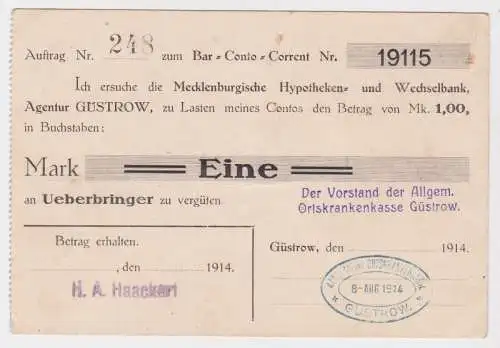 Auftrag Nr. 248 zum Bar-Conto-Corrent Nr. 19115
Ich ersuche die Mecklenburgische Hypotheken- und Wechselbank,
Agentur GÜSTROW, zu Lasten meines Contos den Betrag von Mk. 1,00,
in Buchstaben:
Mark Eine
an Ueberbringer zu vergüten.
Der Vorstand der Allgem.
Ortskrankenkasse Güstrow.
Betrag erhalten.
, den 1914.
H. A. Haackert
Güstrow, den 1914.
8-AUG 1914
GÜSTROW.